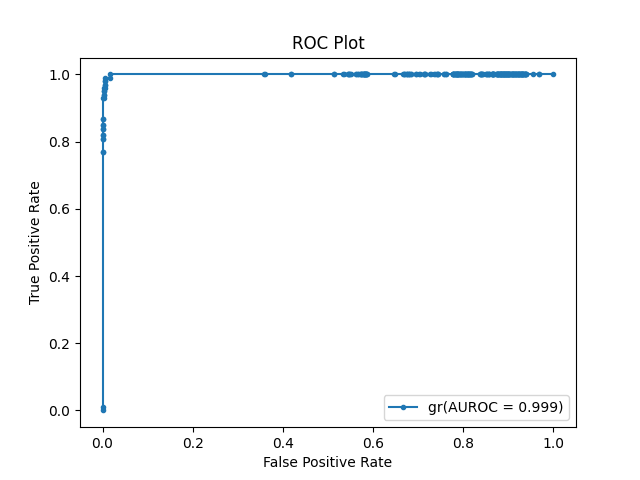 ROC Plot
1.0
0.8
0.6
0.4
0.2
0.0
True Positive Rate
gr(AUROC = 0.999)
0.0 0.2 0.4 0.6 0.8 1.0
False Positive Rate